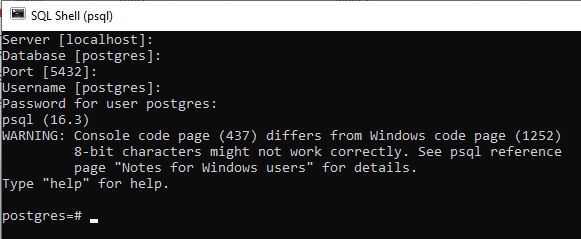 SQL Shell (psql)
Server [localhost]:
Database [postgres]:
Port [5432]:
Username [postgres]:
Password for user postgres:
psql (16.3)
WARNING: Console code page (437) differs from Windows code page (1252)
         8-bit characters might not work correctly. See psql reference
         page "Notes for Windows users" for details.
Type "help" for help.
postgres=#